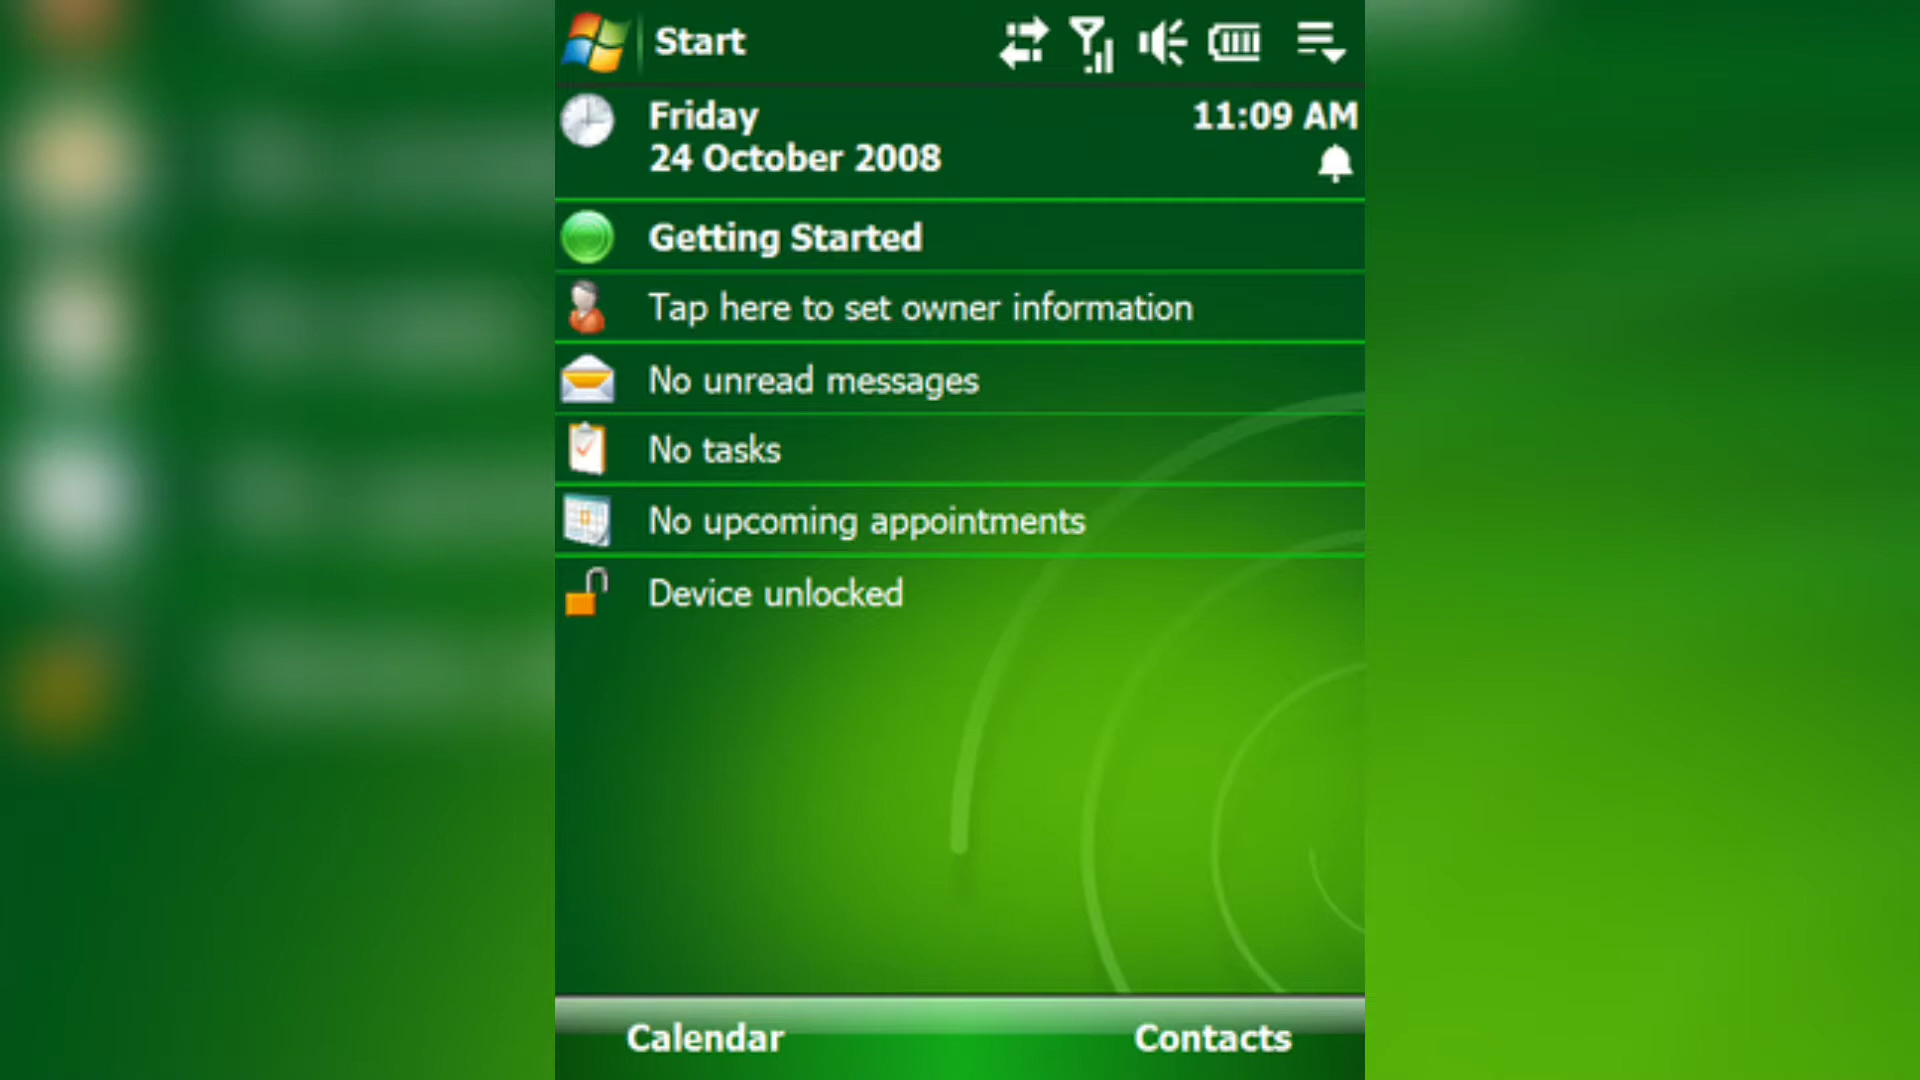 Start
Friday
11:09 AM
24 October 2008
Getting Started
Tap here to set owner information
No unread messages
No tasks
No upcoming appointments
Device unlocked
Calendar
Contacts